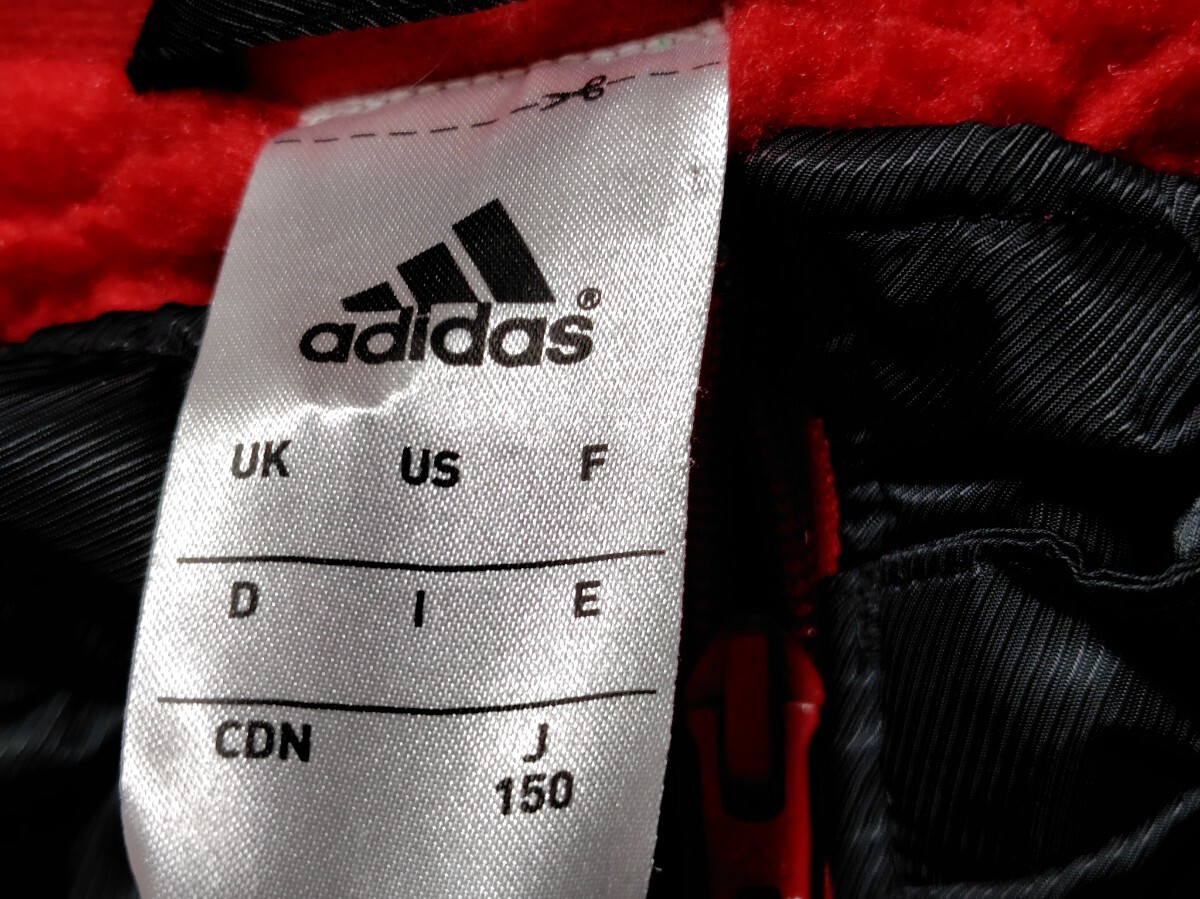 adidas®
UK US F
D I E
CDN J
150